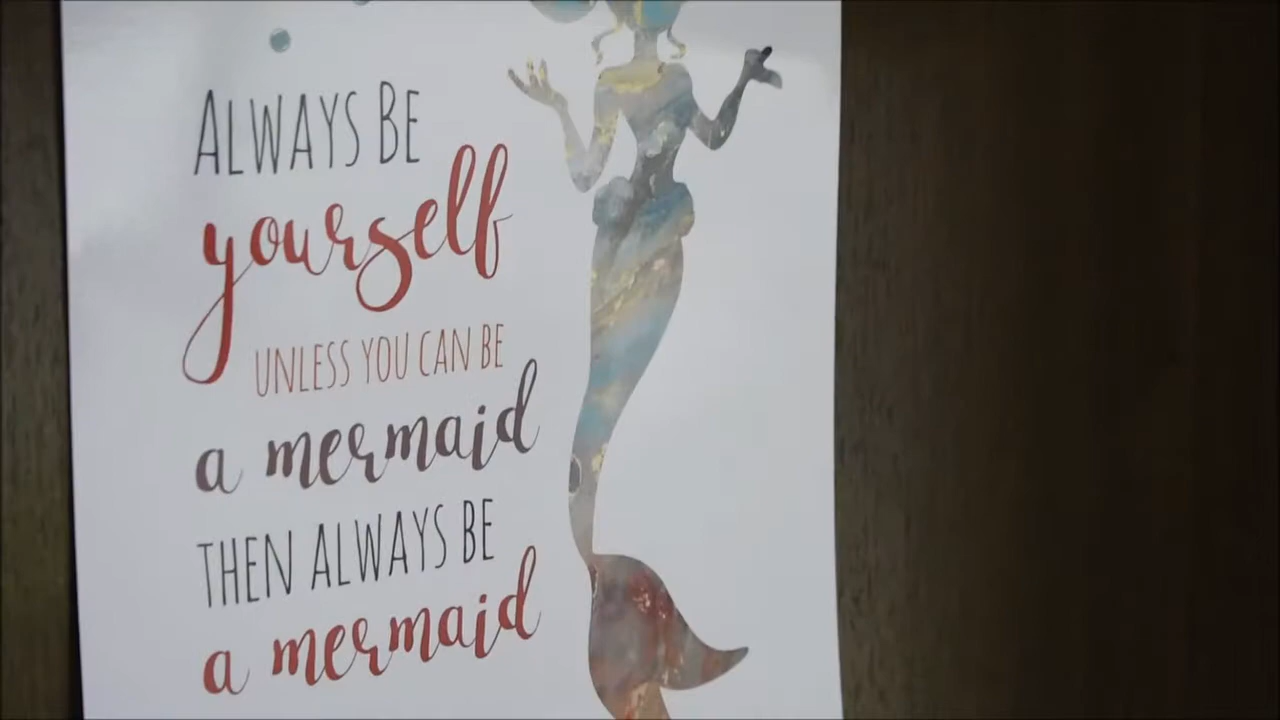 ALWAYS BE
yourself
UNLESS YOU CAN BE
a mermaid
THEN ALWAYS BE
a mermaid